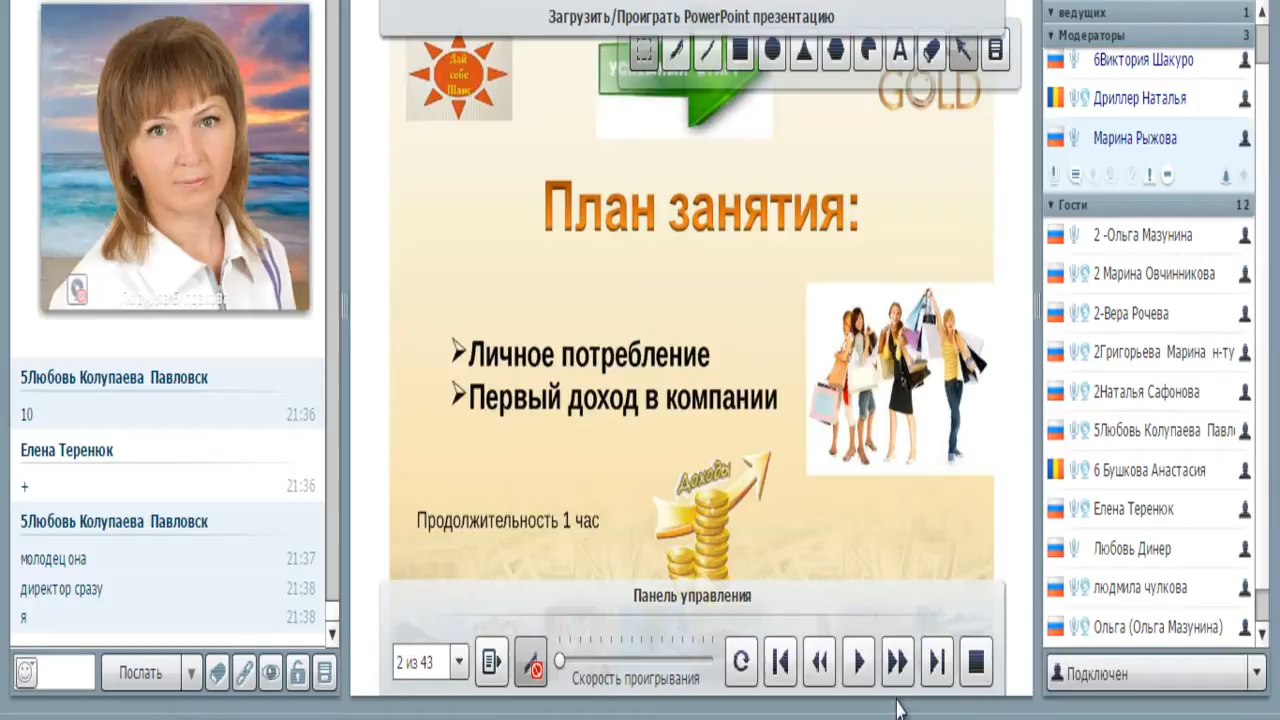 5Любовь Колупаева Павловск
10 21:36
Елена Теренюк
+ 21:36
5Любовь Колупаева Павловск
молодец она 21:37
директор сразу 21:38
я 21:38
Послать
Загрузить/Проиграть PowerPoint презентацию
A
Дай
себе
Шанс
GOLD
План занятия:
Личное потребление
Первый доход в компании
Доходы
Продолжительность 1 час
Панель управления
2 из 43
Скорость проигрывания
ведущих 1
Модераторы 3
6Виктория Шакуро
Дриллер Наталья
Марина Рыжова
Гости 12
2 -Ольга Мазунина
2 Марина Овчинникова
2-Вера Рочева
2Григорьева Марина н-ту
2Наталья Сафонова
5Любовь Колупаева Павл
6 Бушкова Анастасия
Елена Теренюк
Любовь Динер
людмила чулкова
Ольга (Ольга Мазунина)
Подключен